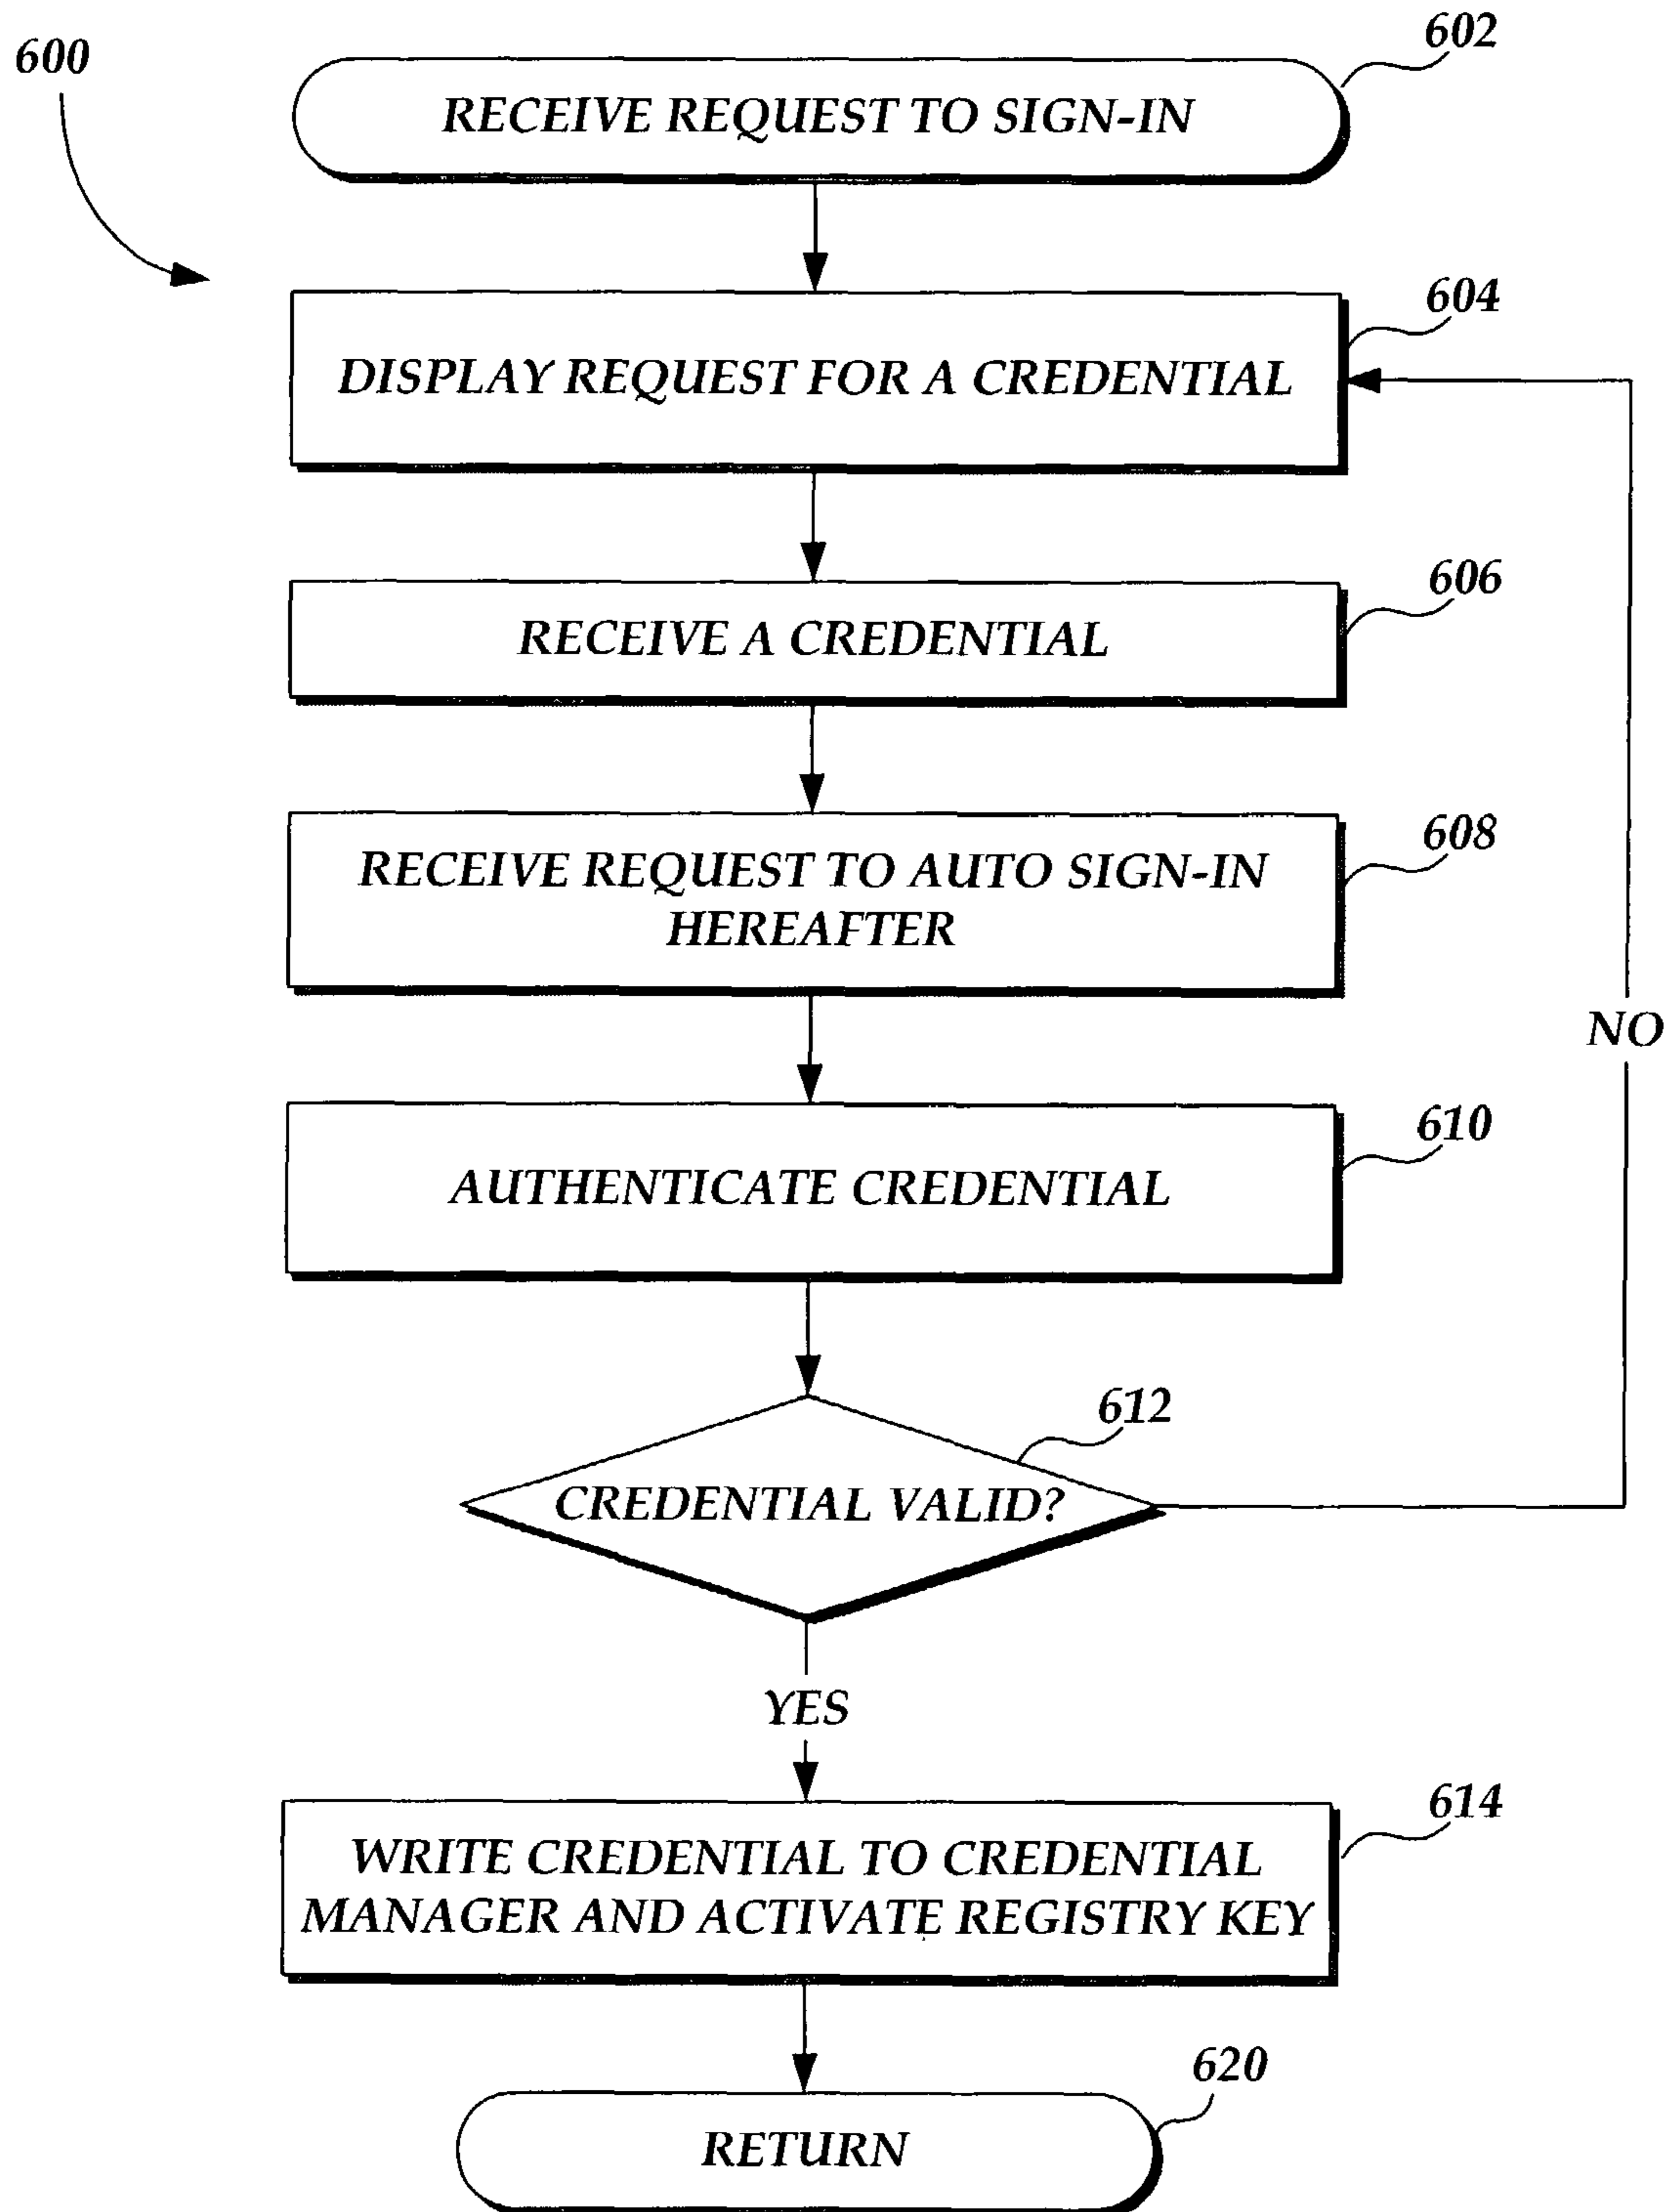 600
602
RECEIVE REQUEST TO SIGN-IN
604
DISPLAY REQUEST FOR A CREDENTIAL
606
RECEIVE A CREDENTIAL
608
RECEIVE REQUEST TO AUTO SIGN-IN
HEREAFTER
NO
610
AUTHENTICATE CREDENTIAL
612
CREDENTIAL VALID?
YES
614
WRITE CREDENTIAL TO CREDENTIAL
MANAGER AND ACTIVATE REGISTRY KEY
620
RETURN